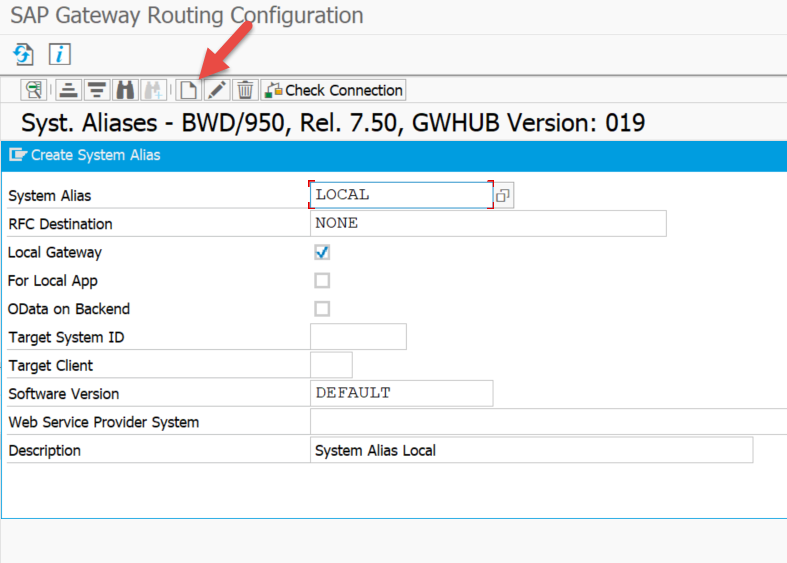 SAP Gateway Routing Configuration
Check Connection
Syst. Aliases - BWD/950, Rel. 7.50, GWHUB Version: 019
Create System Alias
System Alias LOCAL
RFC Destination NONE
Local Gateway
For Local App
OData on Backend
Target System ID
Target Client
Software Version DEFAULT
Web Service Provider System
Description System Alias Local